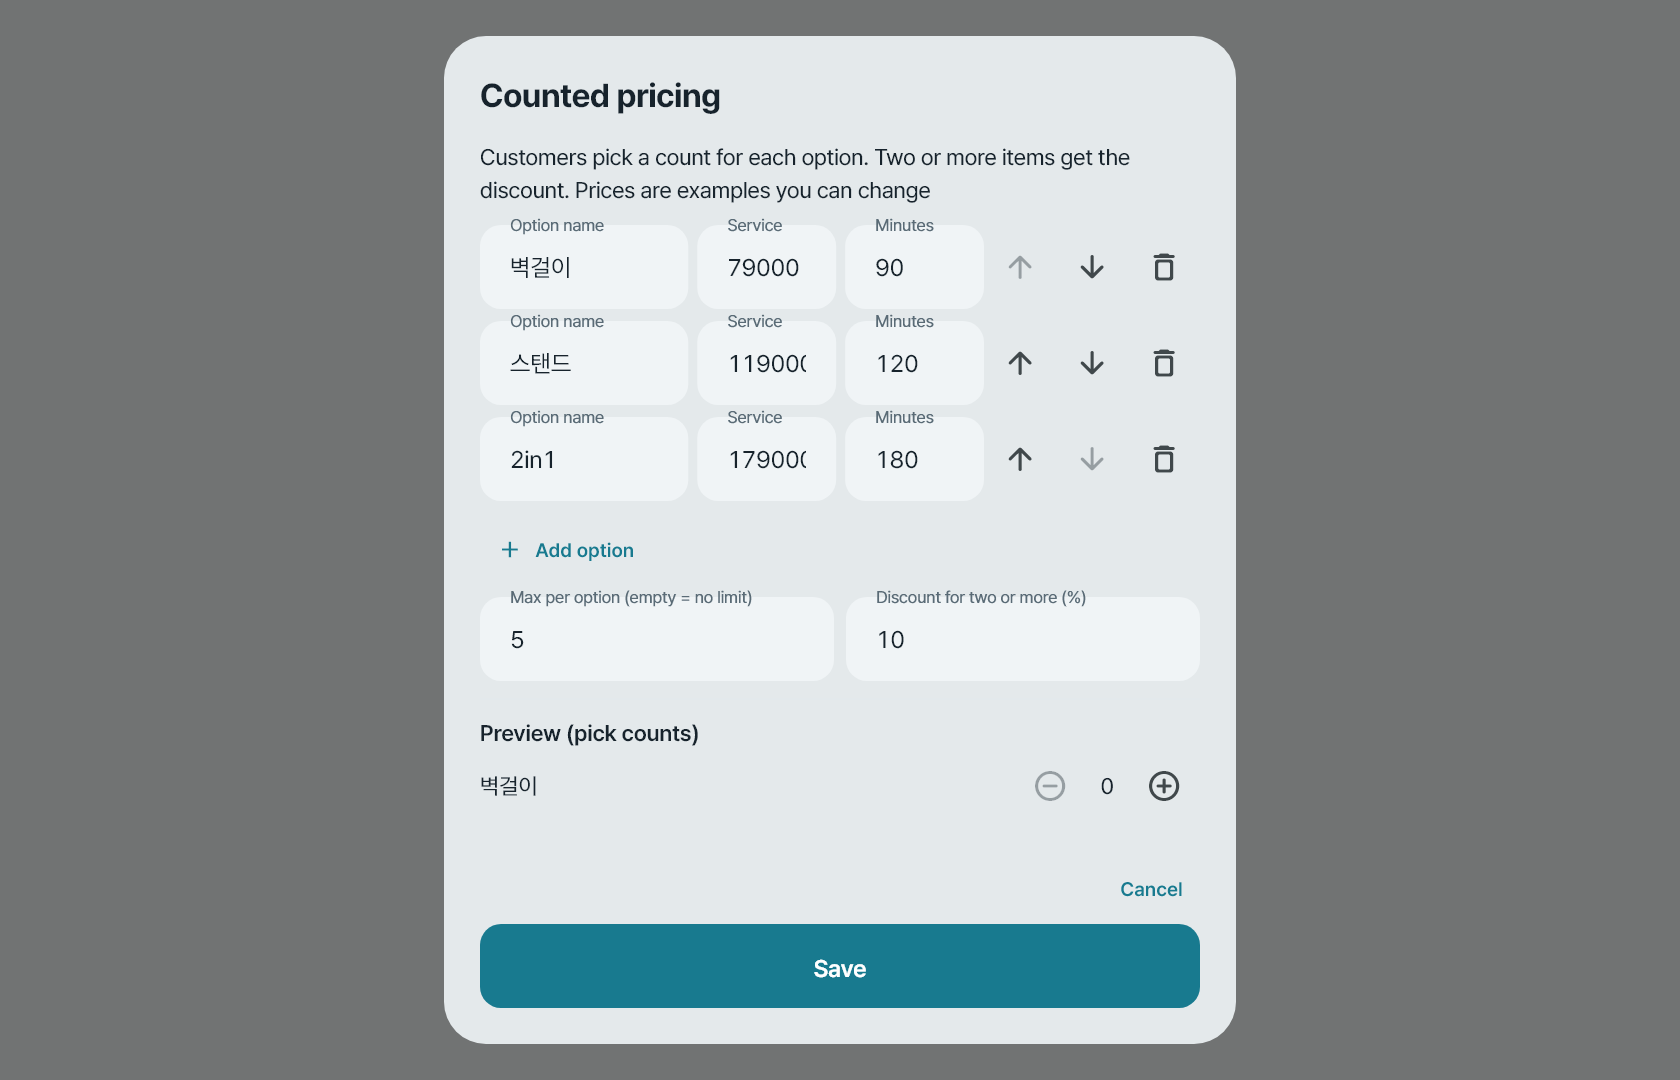 Counted pricing
Customers pick a count for each option. Two or more items get the
discount. Prices are examples you can change
Option name Service Minutes
벽걸이 79000 90
Option name Service Minutes
스탠드 119000 120
Option name Service Minutes
2in1 179000 180
Add option
Max per option (empty = no limit) Discount for two or more (%)
5 10
Preview (pick counts)
벽걸이 0
Cancel
Save